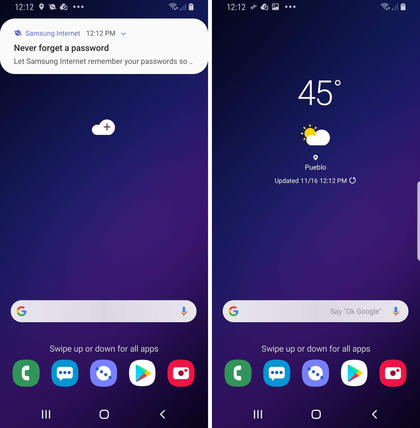 12:12
Samsung Internet 12:12 PM
Never forget a password
Let Samsung Internet remember your passwords so ..
Swipe up or down for all apps
12:12
45°
Pueblo
Updated 11/16 12:12 PM
Say "Ok Google"
Swipe up or down for all apps